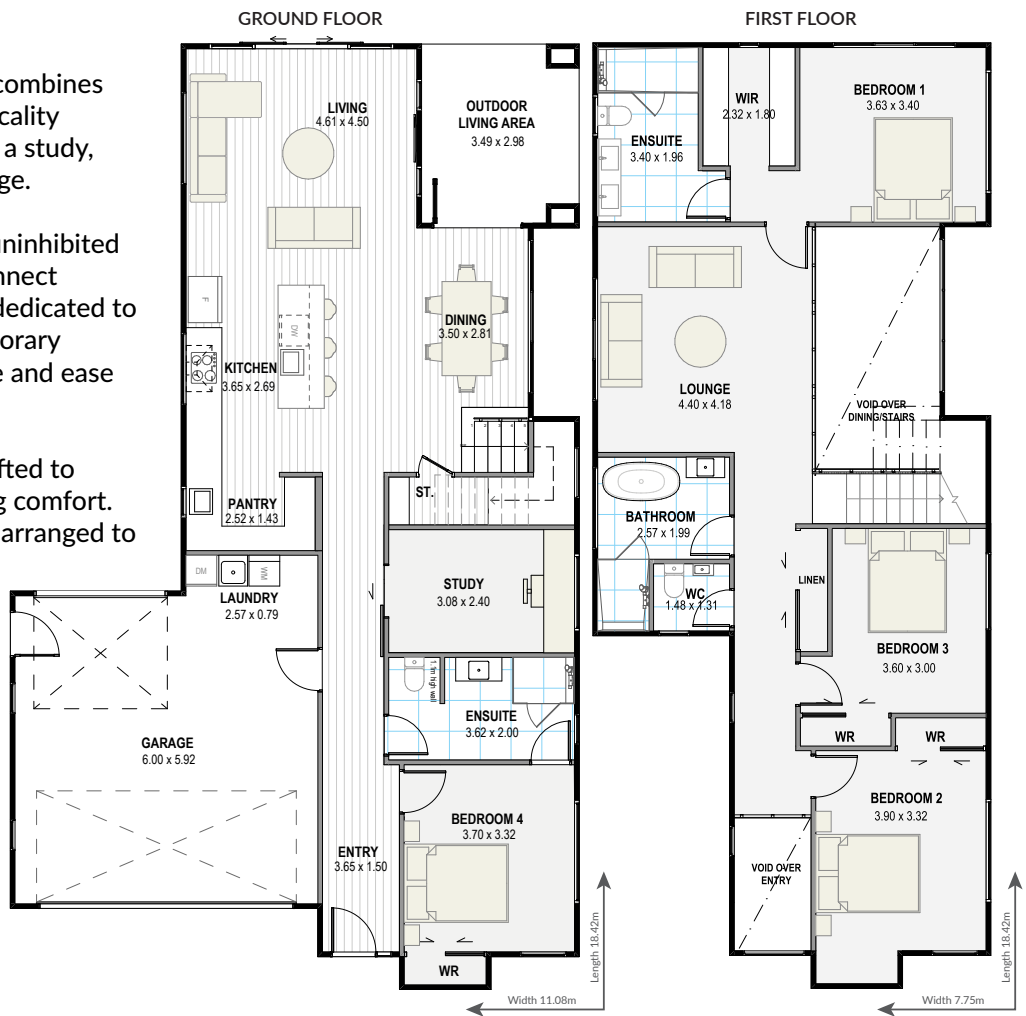 combines
cality
a study,
ge.
uninhibited
nnect
dedicated to
orary
e and ease
fted to
g comfort.
arranged to
GROUND FLOOR
LIVING
4.61 x 4.50
OUTDOOR
LIVING AREA
3.49 x 2.98
F
DW
KITCHEN
3.65 x 2.69
DINING
3.50 x 2.81
PANTRY
2.52 x 1.43
ST.
DM
WM
LAUNDRY
2.57 x 0.79
STUDY
3.08 x 2.40
1.1m high wall
ENSUITE
3.62 x 2.00
GARAGE
6.00 x 5.92
BEDROOM 4
3.70 x 3.32
ENTRY
3.65 x 1.50
WR
Width 11.08m
Length 18.42m
FIRST FLOOR
WIR
2.32 x 1.80
BEDROOM 1
3.63 x 3.40
ENSUITE
3.40 x 1.96
LOUNGE
4.40 x 4.18
VOID OVER
DINING/STAIRS
BATHROOM
2.57 x 1.99
WC
1.48 x 1.31
LINEN
BEDROOM 3
3.60 x 3.00
WR
WR
BEDROOM 2
3.90 x 3.32
VOID OVER
ENTRY
Width 7.75m
Length 18.42m